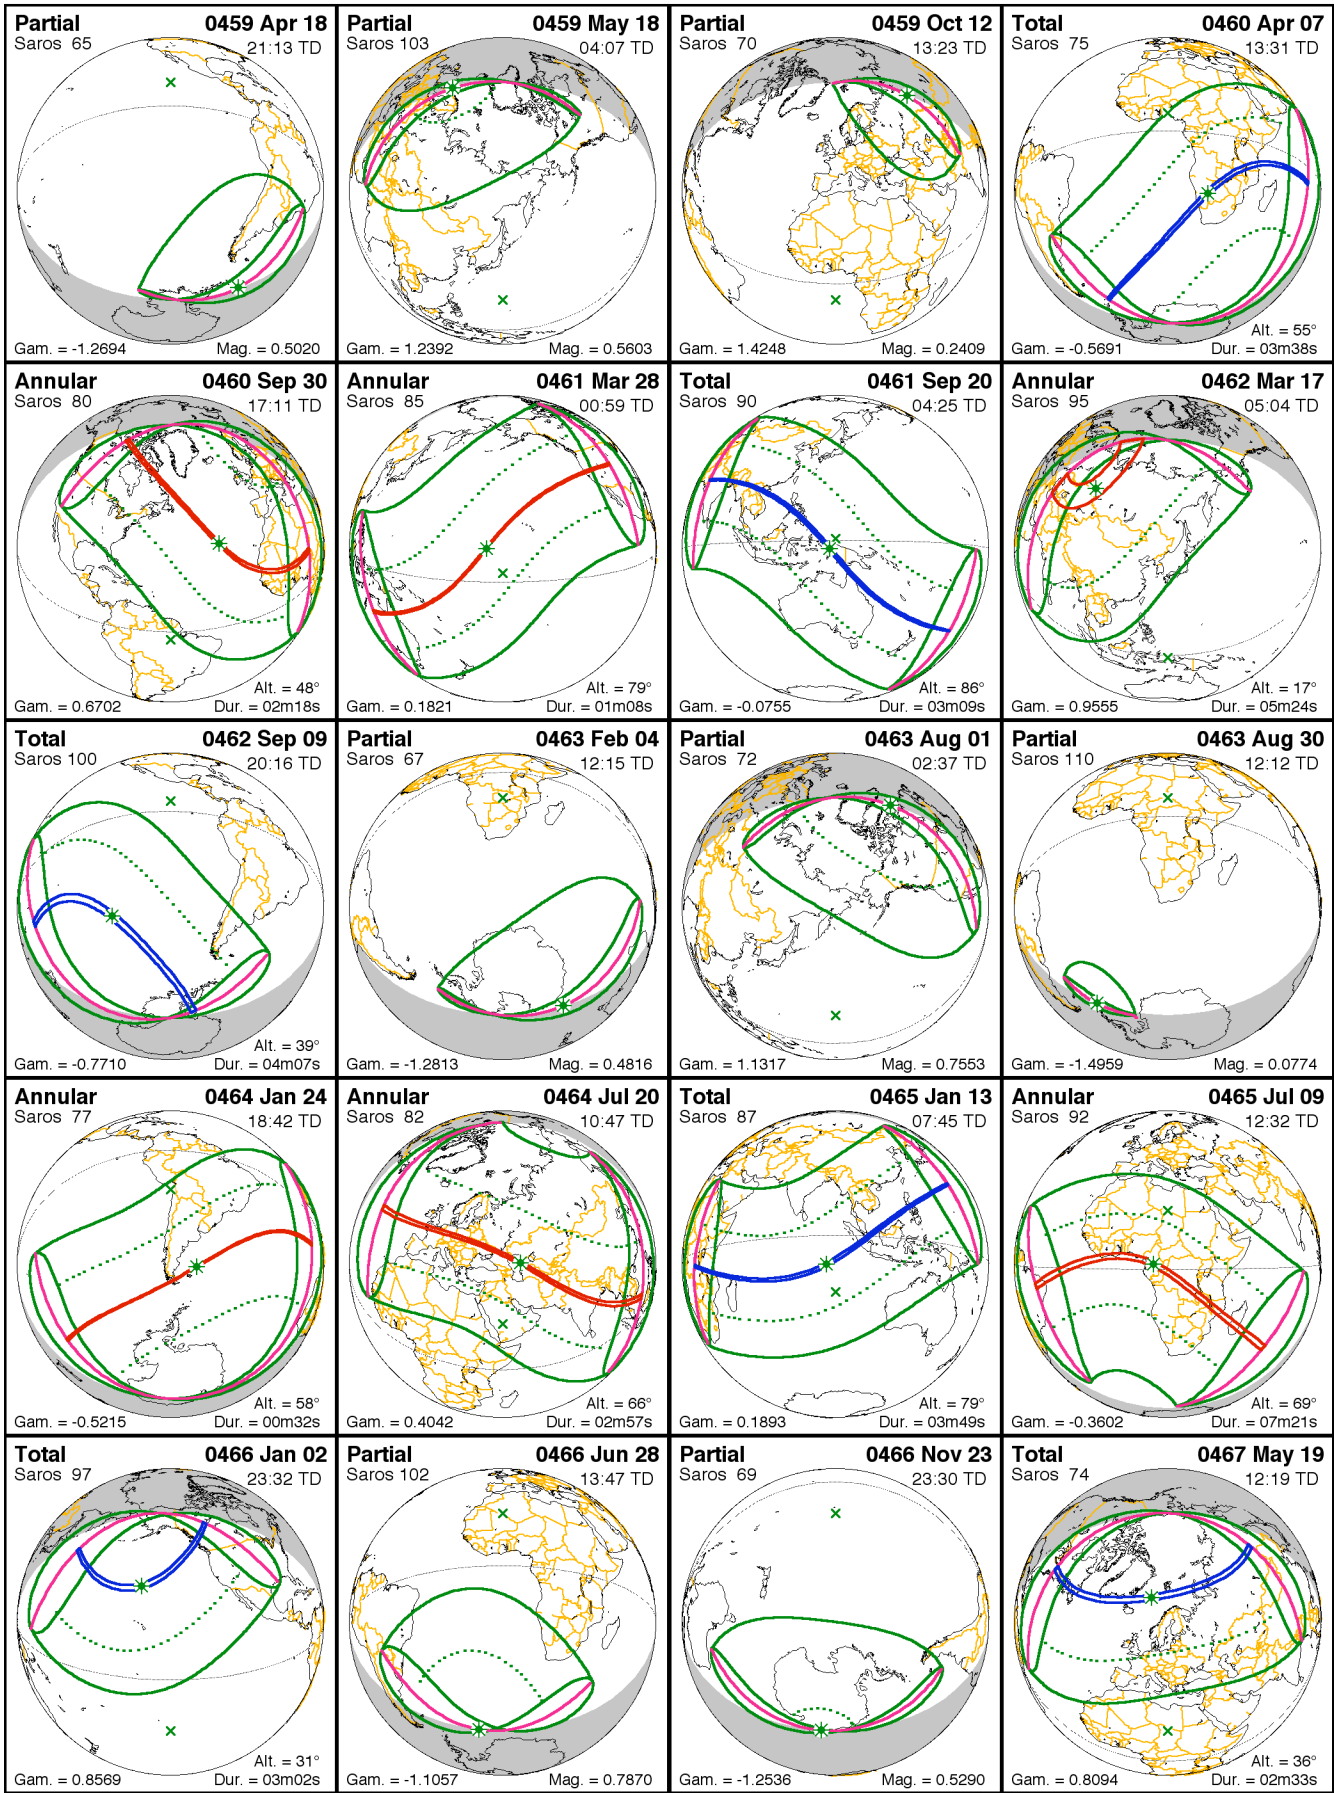 Partial 0459 Apr 18
Saros 65 21:13 TD
Gam. = -1.2694 Mag. = 0.5020
Partial 0459 May 18
Saros 103 04:07 TD
Gam. = 1.2392 Mag. = 0.5603
Partial 0459 Oct 12
Saros 70 13:23 TD
Gam. = 1.4248 Mag. = 0.2409
Total 0460 Apr 07
Saros 75 13:31 TD
Alt. = 55°
Gam. = -0.5691 Dur. = 03m38s
Annular 0460 Sep 30
Saros 80 17:11 TD
Alt. = 48°
Gam. = 0.6702 Dur. = 02m18s
Annular 0461 Mar 28
Saros 85 00:59 TD
Alt. = 79°
Gam. = 0.1821 Dur. = 01m08s
Total 0461 Sep 20
Saros 90 04:25 TD
Alt. = 86°
Gam. = -0.0755 Dur. = 03m09s
Annular 0462 Mar 17
Saros 95 05:04 TD
Alt. = 17°
Gam. = 0.9555 Dur. = 05m24s
Total 0462 Sep 09
Saros 100 20:16 TD
Alt. = 39°
Gam. = -0.7710 Dur. = 04m07s
Partial 0463 Feb 04
Saros 67 12:15 TD
Gam. = -1.2813 Mag. = 0.4816
Partial 0463 Aug 01
Saros 72 02:37 TD
Gam. = 1.1317 Mag. = 0.7553
Partial 0463 Aug 30
Saros 110 12:12 TD
Gam. = -1.4959 Mag. = 0.0774
Annular 0464 Jan 24
Saros 77 18:42 TD
Alt. = 58°
Gam. = -0.5215 Dur. = 00m32s
Annular 0464 Jul 20
Saros 82 10:47 TD
Alt. = 66°
Gam. = 0.4042 Dur. = 02m57s
Total 0465 Jan 13
Saros 87 07:45 TD
Alt. = 79°
Gam. = 0.1893 Dur. = 03m49s
Annular 0465 Jul 09
Saros 92 12:32 TD
Alt. = 69°
Gam. = -0.3602 Dur. = 07m21s
Total 0466 Jan 02
Saros 97 23:32 TD
Alt. = 31°
Gam. = 0.8569 Dur. = 03m02s
Partial 0466 Jun 28
Saros 102 13:47 TD
Gam. = -1.1057 Mag. = 0.7870
Partial 0466 Nov 23
Saros 69 23:30 TD
Gam. = -1.2536 Mag. = 0.5290
Total 0467 May 19
Saros 74 12:19 TD
Alt. = 36°
Gam. = 0.8094 Dur. = 02m33s